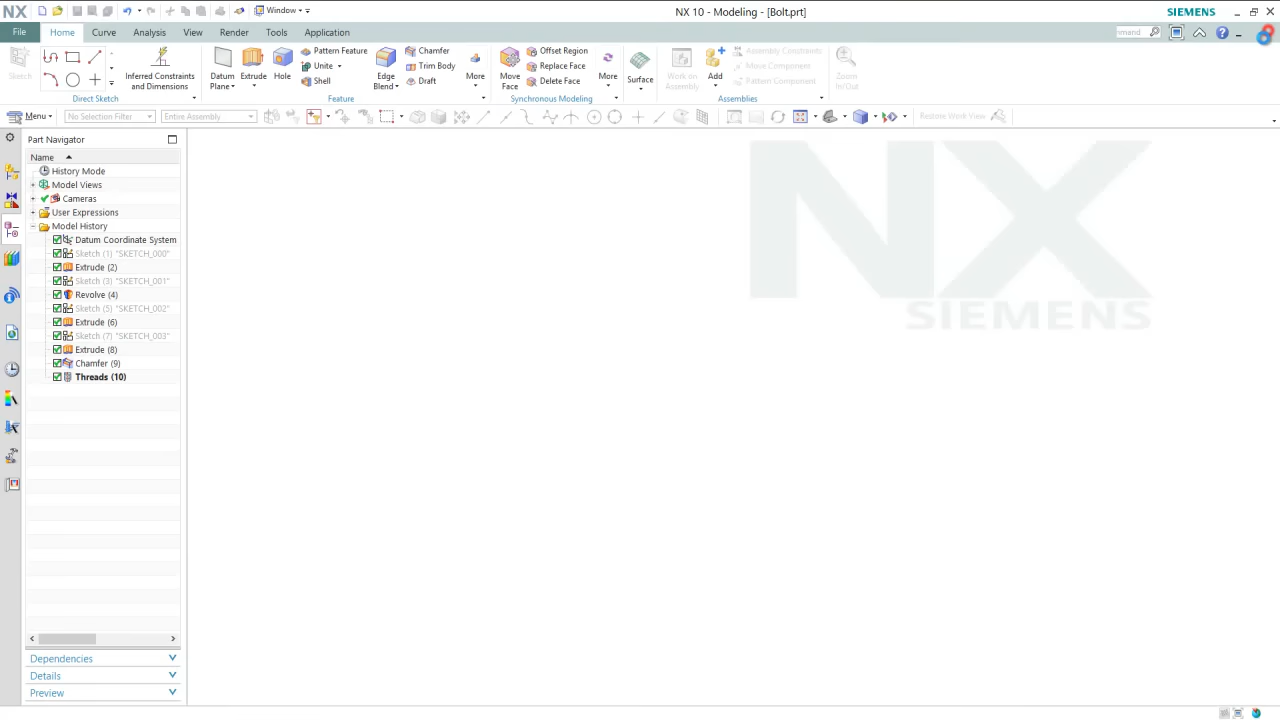 NX Window NX 10 - Modeling - [Bolt.prt] SIEMENS
File Home Curve Analysis View Render Tools Application mmand
Sketch
Inferred Constraints and Dimensions
Direct Sketch
Datum Plane
Extrude
Hole
Pattern Feature
Unite
Shell
Edge Blend
Chamfer
Trim Body
Draft
More
Feature
Move Face
Offset Region
Replace Face
Delete Face
More
Synchronous Modeling
Surface
Work on Assembly
Add
Assembly Constraints
Move Component
Pattern Component
Assemblies
Zoom In/Out
Menu No Selection Filter Entire Assembly Restore Work View
Part Navigator
Name
History Mode
Model Views
Cameras
User Expressions
Model History
Datum Coordinate System
Sketch (1) "SKETCH_000"
Extrude (2)
Sketch (3) "SKETCH_001"
Revolve (4)
Sketch (5) "SKETCH_002"
Extrude (6)
Sketch (7) "SKETCH_003"
Extrude (8)
Chamfer (9)
Threads (10)
Dependencies
Details
Preview
NX
SIEMENS